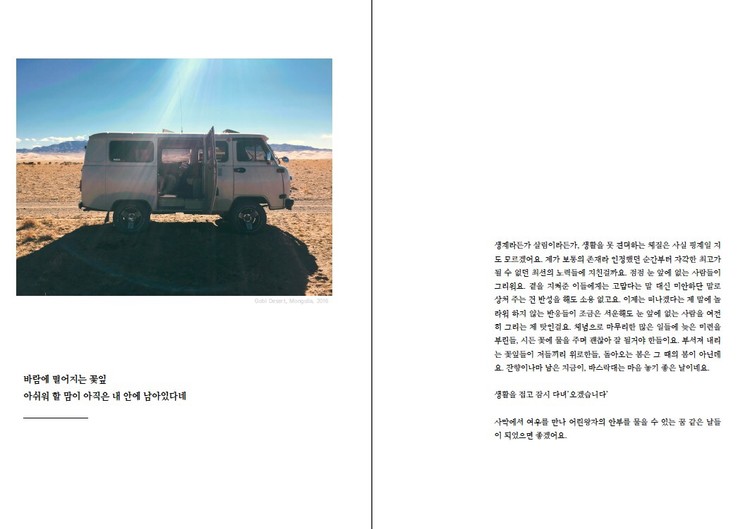 Gobi Desert, Mongolia, 2018
바람에 떨어지는 꽃잎
아쉬워 할 맘이 아직은 내 안에 남아있다네
생계라든가 살림이라든가, 생활을 못 견뎌하는 체질은 사실 핑계일 지
도 모르겠어요. 제가 보통의 존재라 인정했던 순간부터 자각한 최고가
될 수 없던 최선의 노력들에 지친걸까요. 점점 눈 앞에 없는 사람들이
그리워요. 곁을 지켜준 이들에게는 고맙다는 말 대신 미안하단 말로
상처 주는 건 반성을 해도 소용 없고요. 이제는 떠나겠다는 제 말에 놀
라워 하지 않는 반응들이 조금은 서운해도 눈 앞에 없는 사람을 여전
히 그리는 게 맛인걸요. 체념으로 마무리한 많은 일들에 늦은 미련을
부린들, 시든 꽃에 물을 주며 괜찮아 잘 될거야 한들이요. 부서져 내리
는 꽃잎들이 저들끼리 위로한들, 돌아오는 봄은 그 때의 봄이 아닌데
요. 잔향이나마 남은 지금이, 바스락대는 마음 놓기 좋은 날이네요.
생활을 접고 잠시 다녀'오겠습니다'
사막에서 여우를 만나 어린왕자의 안부를 물을 수 있는 꿈 같은 날들
이 되었으면 좋겠어요.